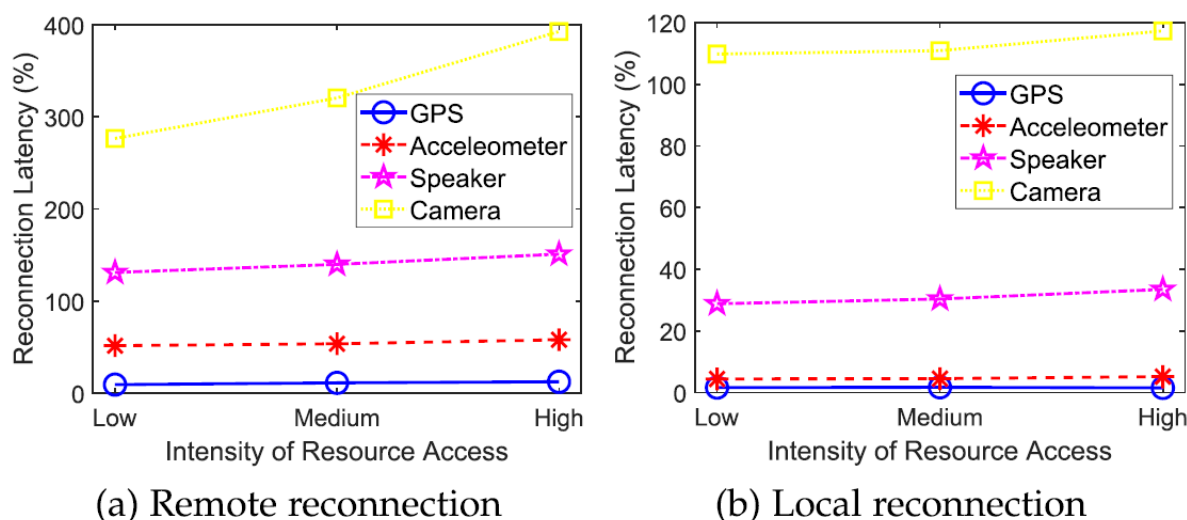 Reconnection Latency (%)
400
300
200
100
0
GPS
Acceleometer
Speaker
Camera
Low Medium High
Intensity of Resource Access
(a) Remote reconnection
Reconnection Latency (%)
120
100
80
60
40
20
0
GPS
Acceleometer
Speaker
Camera
Low Medium High
Intensity of Resource Access
(b) Local reconnection